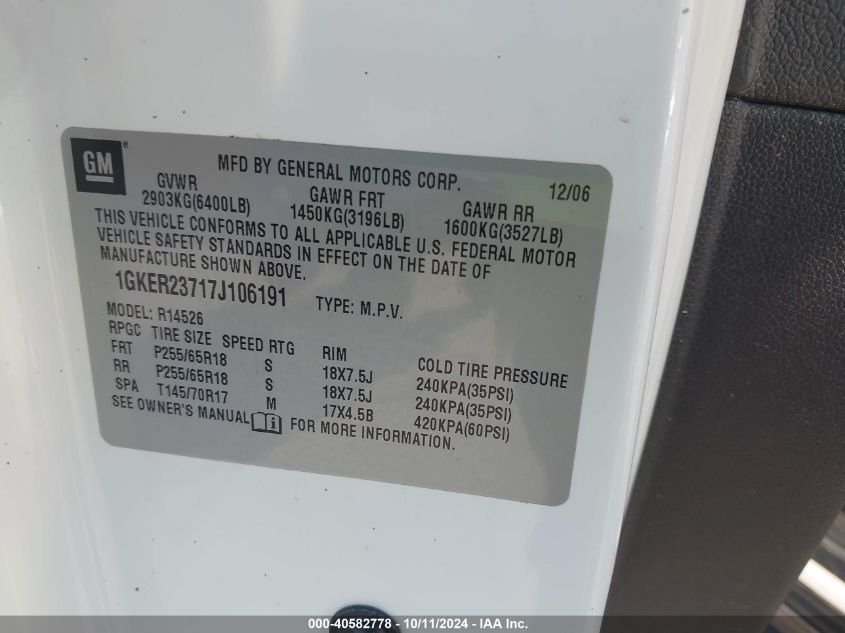 GM®
MFD BY GENERAL MOTORS CORP. 12/06
GVWR GAWR FRT GAWR RR
2903KG(6400LB) 1450KG(3196LB) 1600KG(3527LB)
THIS VEHICLE CONFORMS TO ALL APPLICABLE U.S. FEDERAL MOTOR
VEHICLE SAFETY STANDARDS IN EFFECT ON THE DATE OF
MANUFACTURE SHOWN ABOVE.
1GKER23717J106191 TYPE: M.P.V.
MODEL: R14526
RPGC TIRE SIZE SPEED RTG RIM COLD TIRE PRESSURE
FRT P255/65R18 S 18X7.5J 240KPA(35PSI)
RR P255/65R18 S 18X7.5J 240KPA(35PSI)
SPA T145/70R17 M 17X4.5B 420KPA(60PSI)
SEE OWNER'S MANUAL FOR MORE INFORMATION.
000-40582778 - 10/11/2024 - IAA Inc.